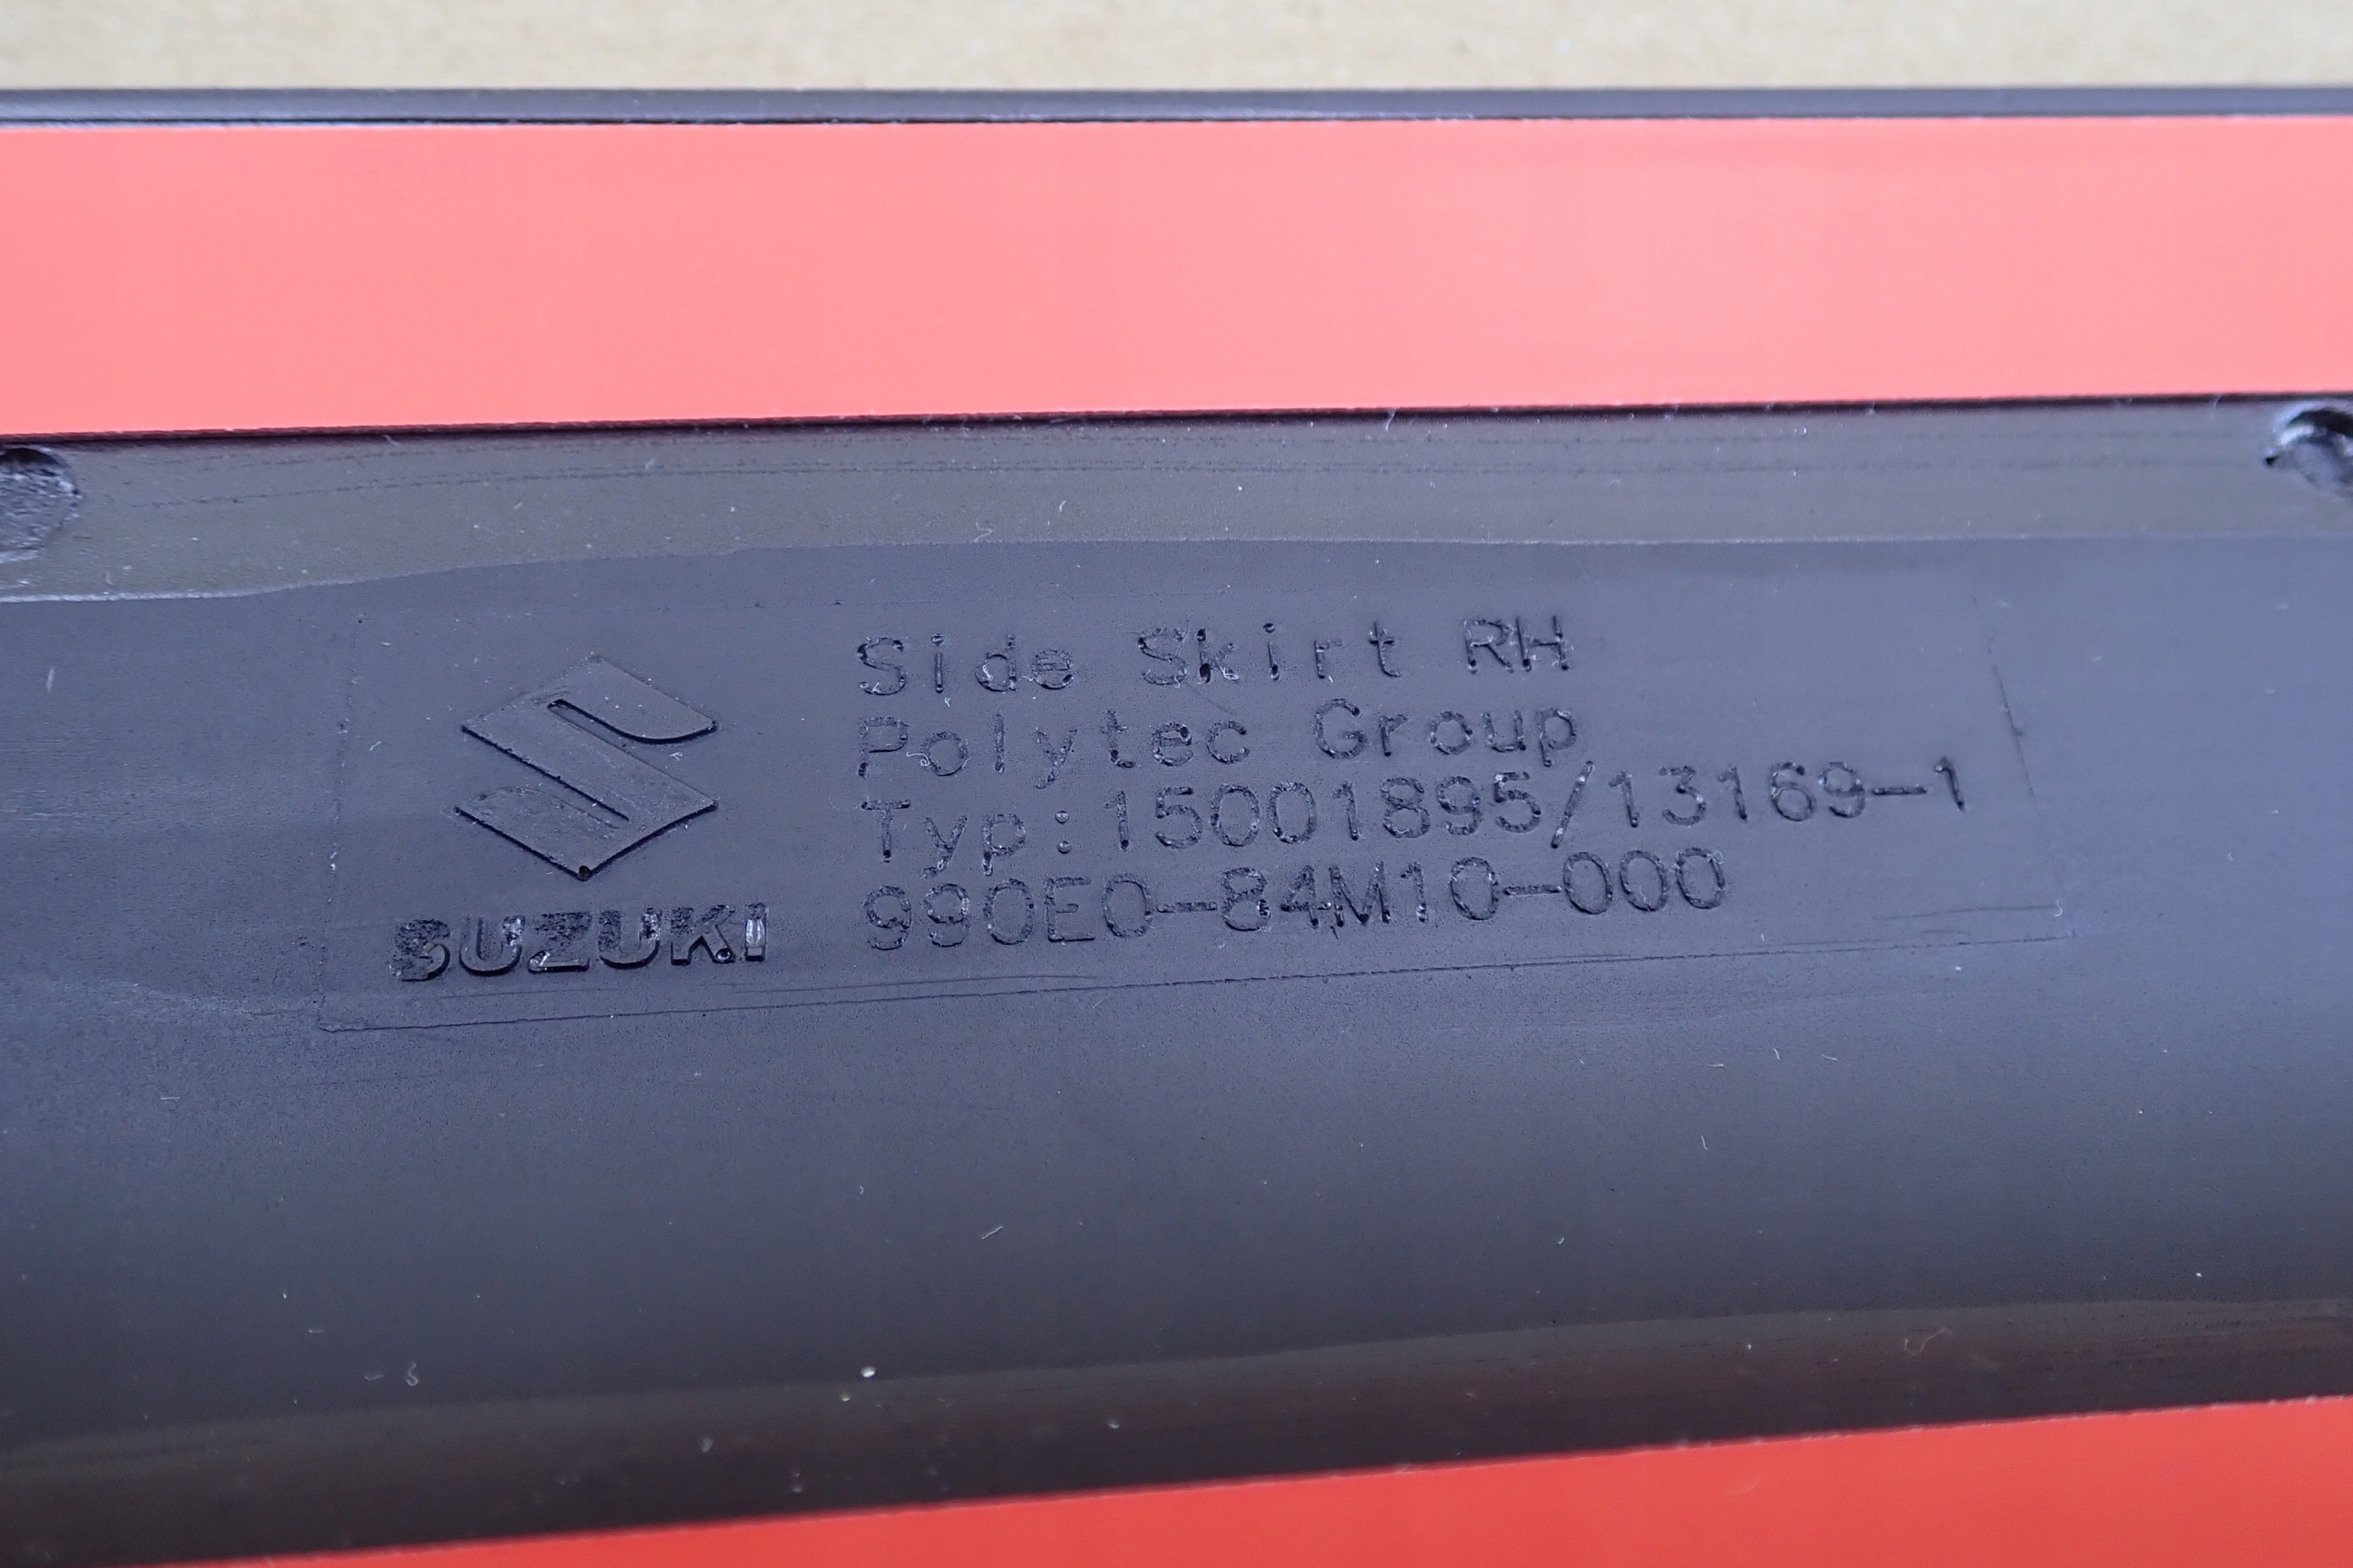 Side Skirt RH
Polytec Group
Typ:15001895/13169-1
990E0-84M10-000
SUZUKI